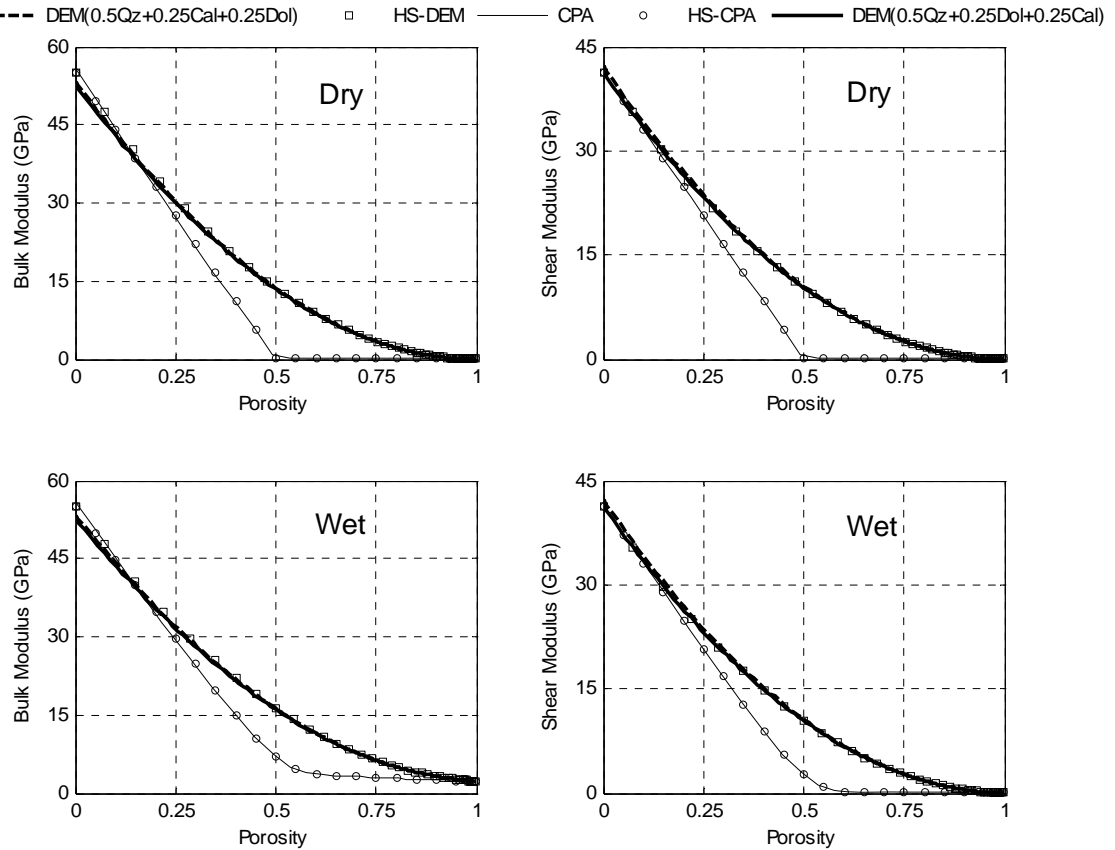 DEM(0.5Qz+0.25Cal+0.25Dol) HS-DEM CPA HS-CPA DEM(0.5Qz+0.25Dol+0.25Cal)
60
45
30
15
0
Bulk Modulus (GPa)
Dry
0 0.25 0.5 0.75 1
Porosity
45
30
15
0
Shear Modulus (GPa)
Dry
0 0.25 0.5 0.75 1
Porosity
60
45
30
15
0
Bulk Modulus (GPa)
Wet
0 0.25 0.5 0.75 1
Porosity
45
30
15
0
Shear Modulus (GPa)
Wet
0 0.25 0.5 0.75 1
Porosity